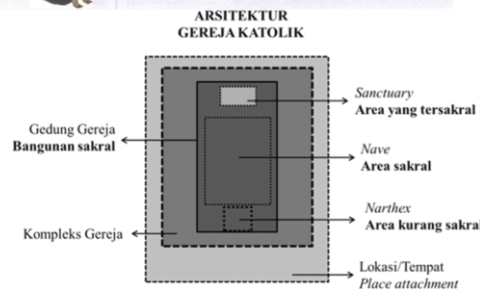 ARSITEKTUR
GEREJA KATOLIK
Sanctuary
Area yang tersakral
Gedung Gereja
Bangunan sakral
Nave
Area sakral
Narthex
Area kurang sakral
Kompleks Gereja
Lokasi/Tempat
Place attachment